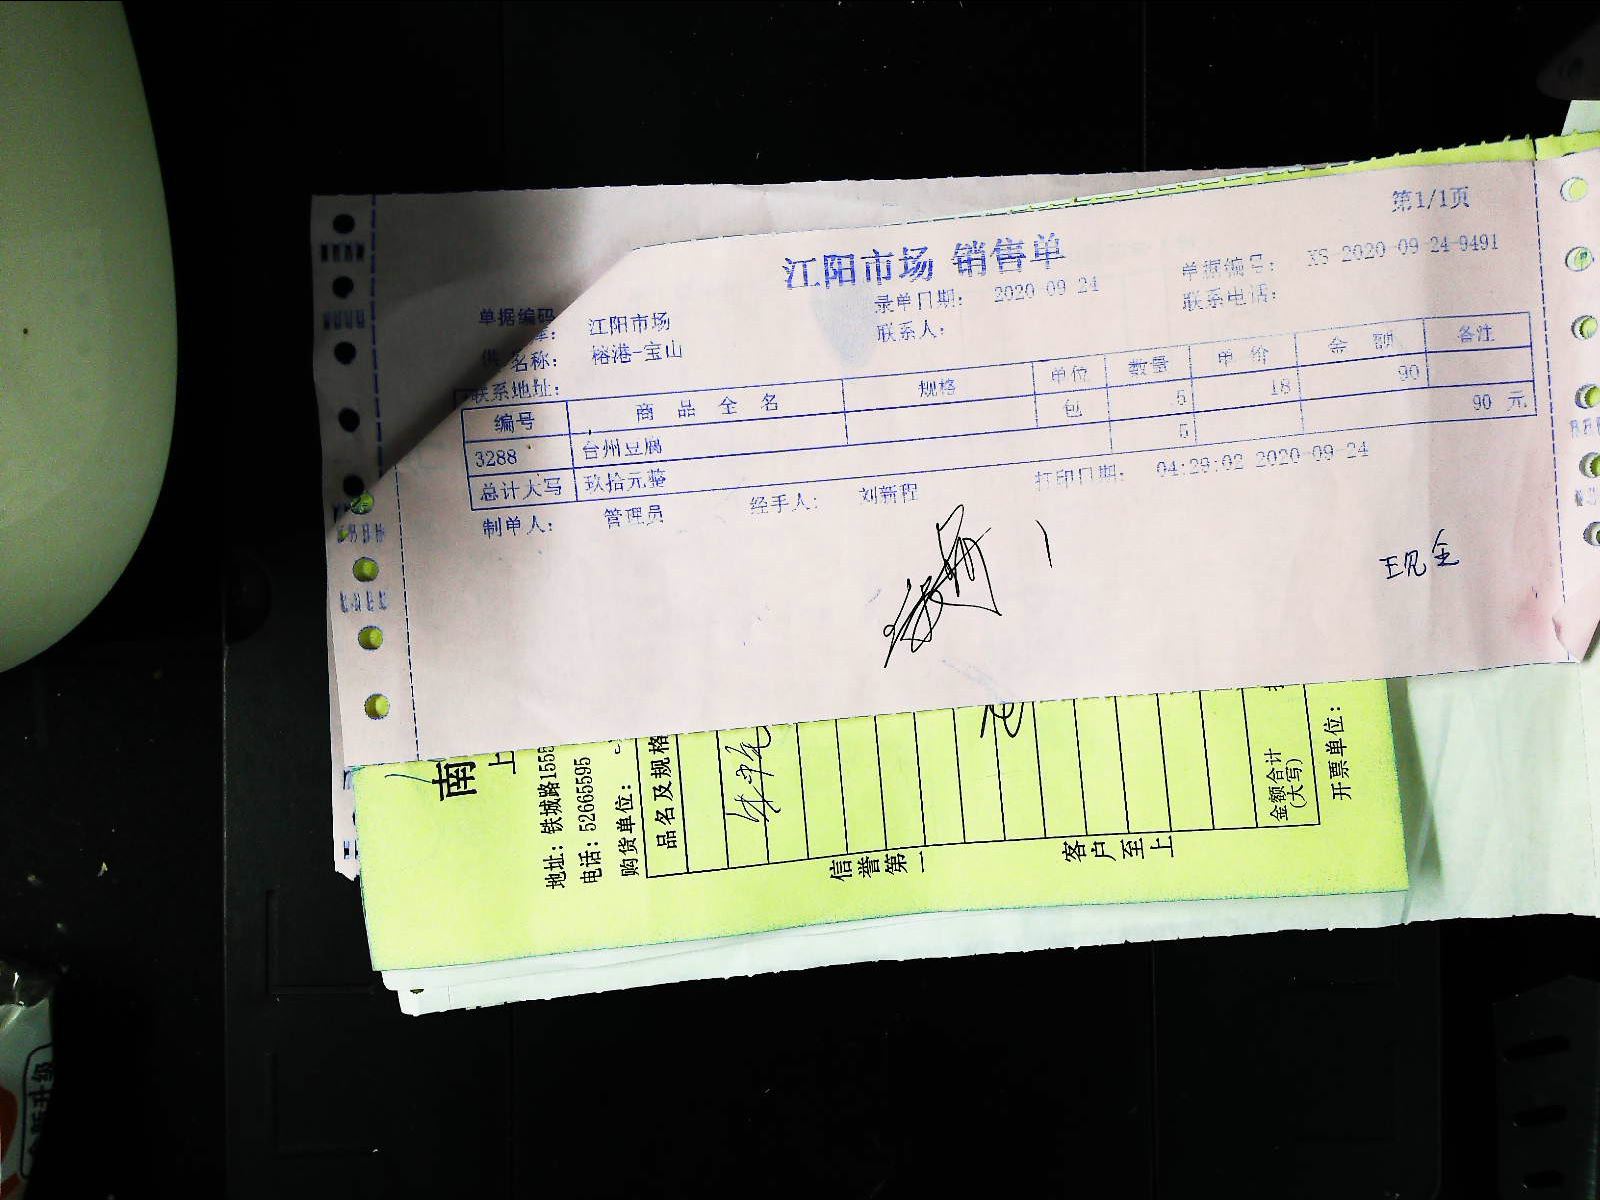 第1/1页
江阳市场 销售单
单据编码
江阳市场
录单日期: 2020-09-24
单据编号: XS-2020-09-24-9491
名称: 榕港-宝山
联系人:
联系电话:
联系地址:
编号 商品全名 规格 单位 数量 单价 金额 备注
3288 台州豆腐 包 5 18 90
总计大写 玖拾元整 5 90 元
制单人: 管理员 经手人: 刘新程 打印日期: 04:29:02 2020-09-24
现金
南
上
地址: 铁城路1555
电话: 52665595
购货单位:
品名及规格
牛腩
信誉第一
客户至上
金额合计
(大写)
开票单位: